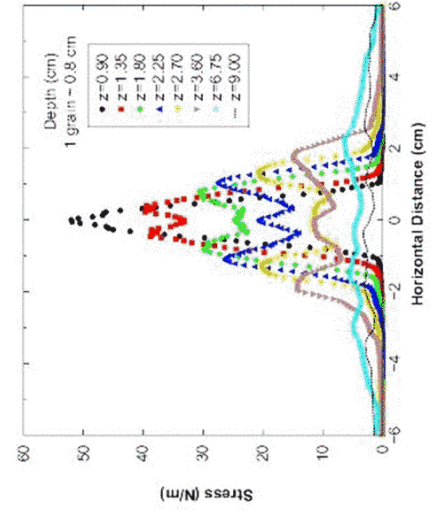 60
50
40
30
20
10
0
Stress (N/m)
Depth (cm)
1 grain ~ 0.8 cm
z=0.90
z=1.35
z=1.80
z=2.25
z=2.70
z=3.60
z=6.75
z=9.00
-6
-4
-2
0
2
4
6
Horizontal Distance (cm)